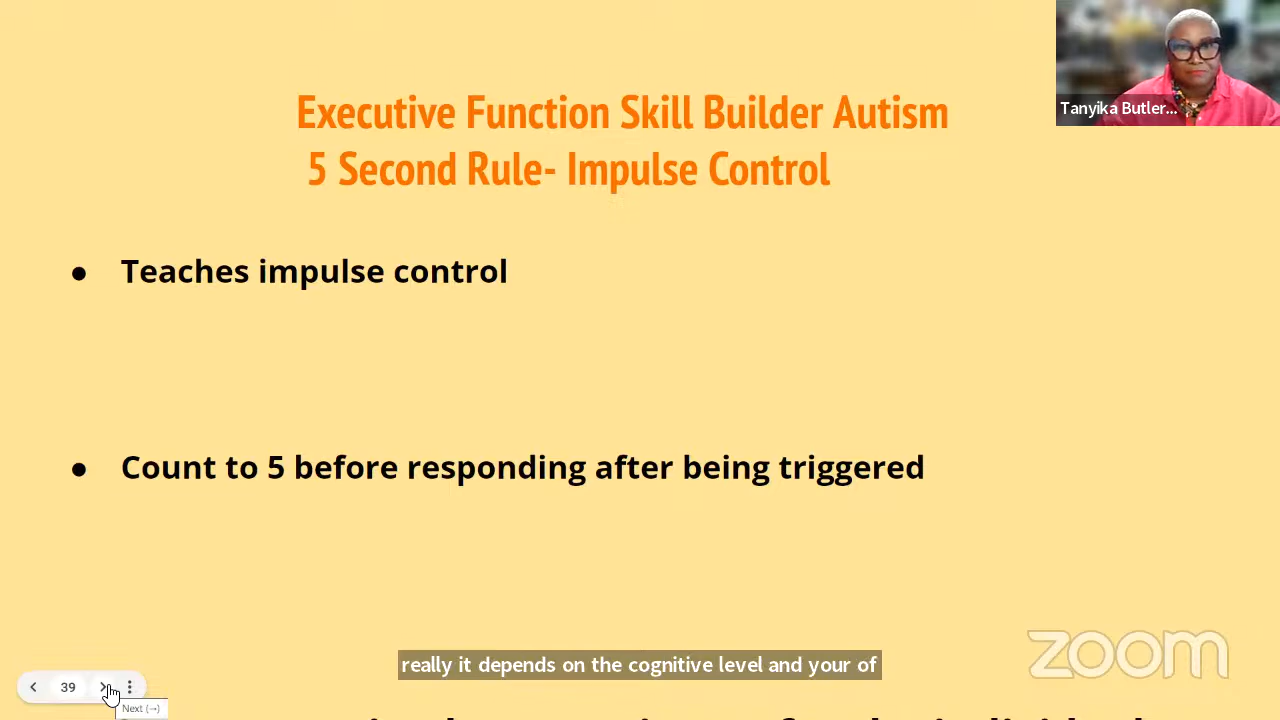 Executive Function Skill Builder Autism
5 Second Rule- Impulse Control
Tanyika Butler...
● Teaches impulse control
● Count to 5 before responding after being triggered
really it depends on the cognitive level and your of
zoom
39
Next (→)